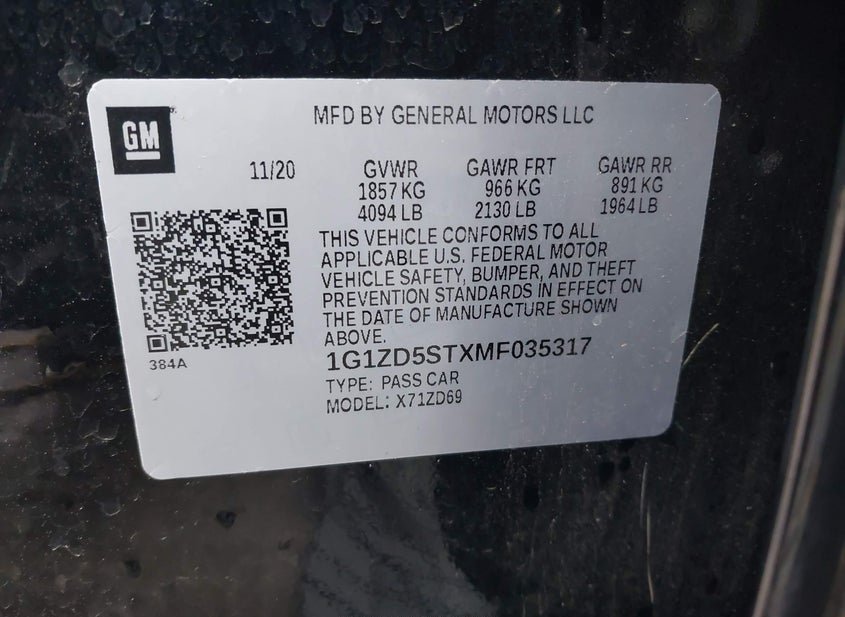 GM
MFD BY GENERAL MOTORS LLC
11/20 GVWR GAWR FRT GAWR RR
1857 KG 966 KG 891 KG
4094 LB 2130 LB 1964 LB
THIS VEHICLE CONFORMS TO ALL
APPLICABLE U.S. FEDERAL MOTOR
VEHICLE SAFETY, BUMPER, AND THEFT
PREVENTION STANDARDS IN EFFECT ON
THE DATE OF MANUFACTURE SHOWN
ABOVE.
384A
1G1ZD5STXMF035317
TYPE: PASS CAR
MODEL: X71ZD69